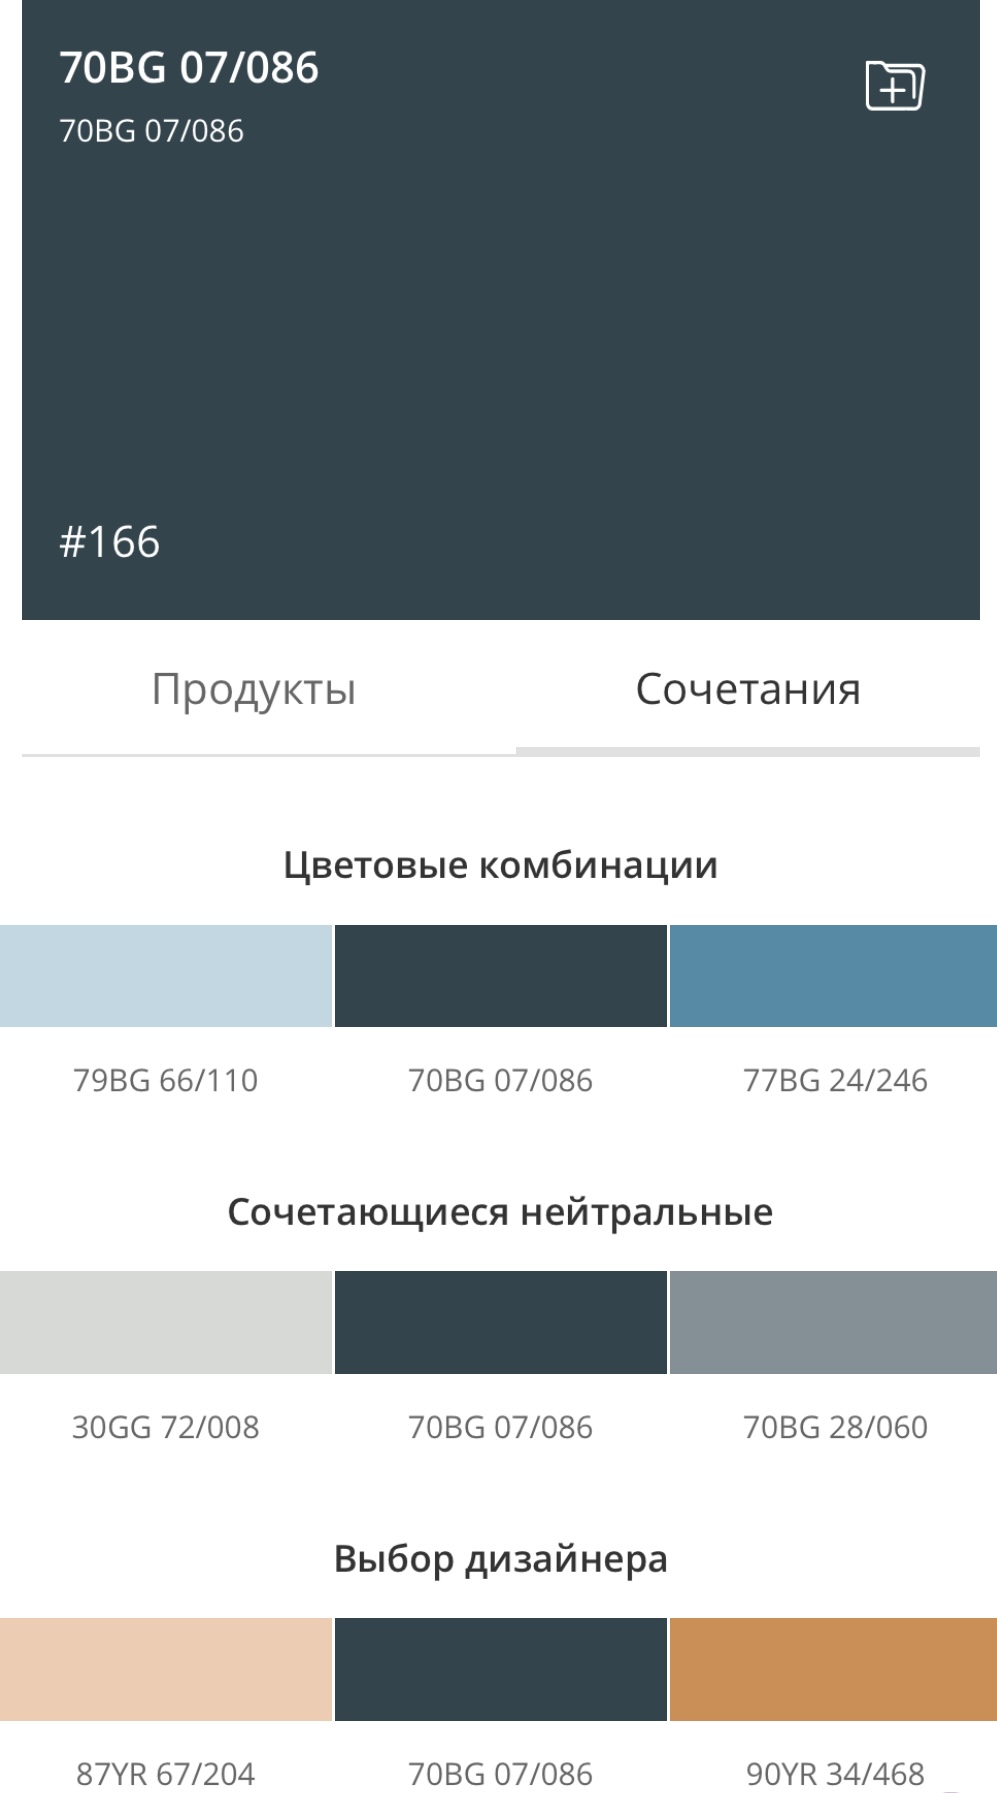 70BG 07/086
70BG 07/086
#166
Продукты Сочетания
Цветовые комбинации
79BG 66/110 70BG 07/086 77BG 24/246
Сочетающиеся нейтральные
30GG 72/008 70BG 07/086 70BG 28/060
Выбор дизайнера
87YR 67/204 70BG 07/086 90YR 34/468